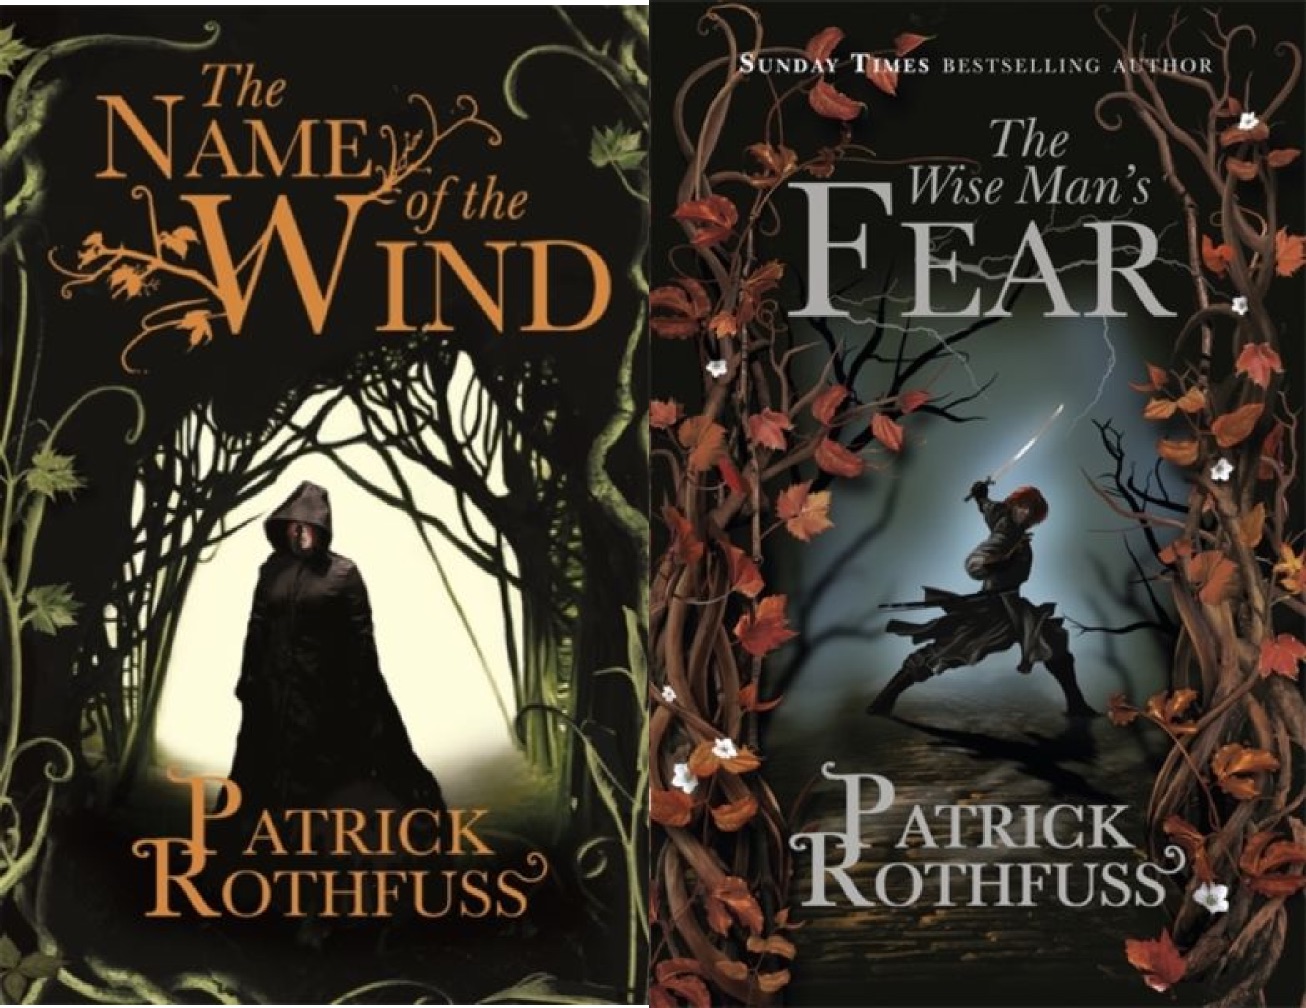 The
NAME
of the
WIND
PATRICK
ROTHFUSS
SUNDAY TIMES BESTSELLING AUTHOR
The
Wise Man's
FEAR
PATRICK
ROTHFUSS